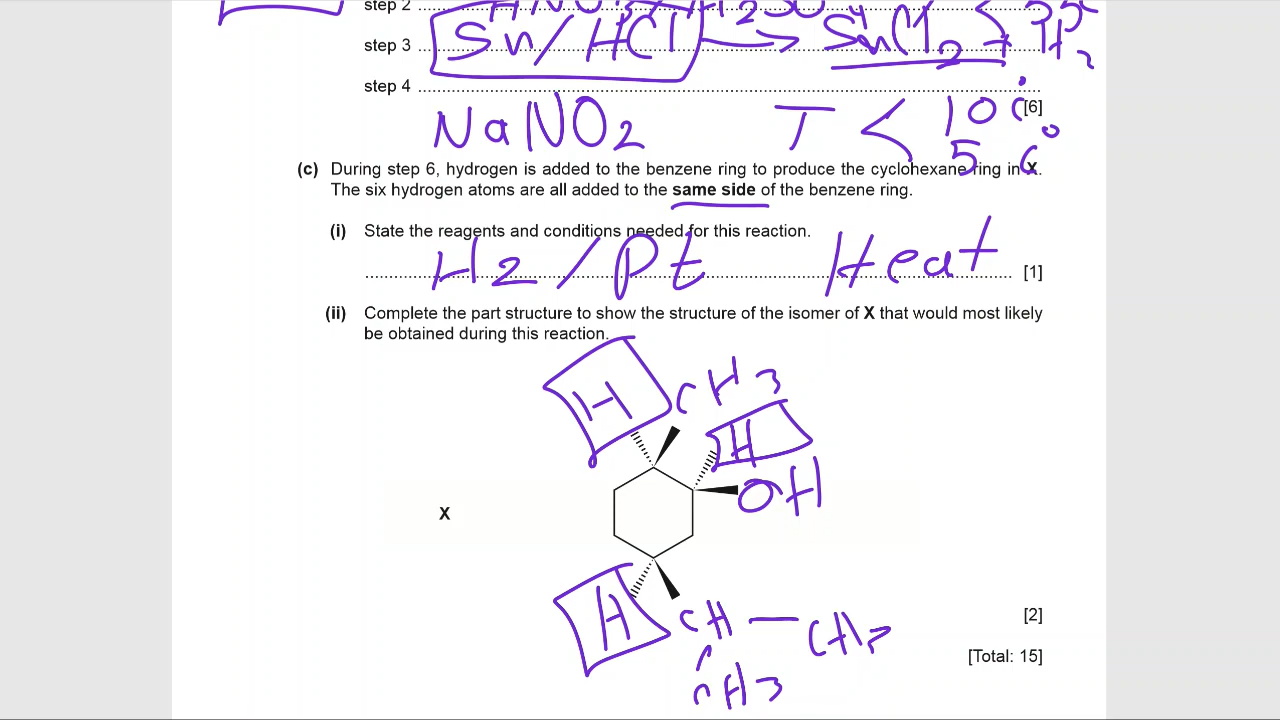 step 2
step 3 Sn/HCl → SnCl2 + H2
step 4
[6]
NaNO2 T < 10 c°
5 c°
(c) During step 6, hydrogen is added to the benzene ring to produce the cyclohexane ring in X.
The six hydrogen atoms are all added to the same side of the benzene ring.
(i) State the reagents and conditions needed for this reaction.
H2/Pt Heat
[1]
(ii) Complete the part structure to show the structure of the isomer of X that would most likely
be obtained during this reaction.
H CH3
H
OH
X
H CH — CH3
CH3
[2]
[Total: 15]